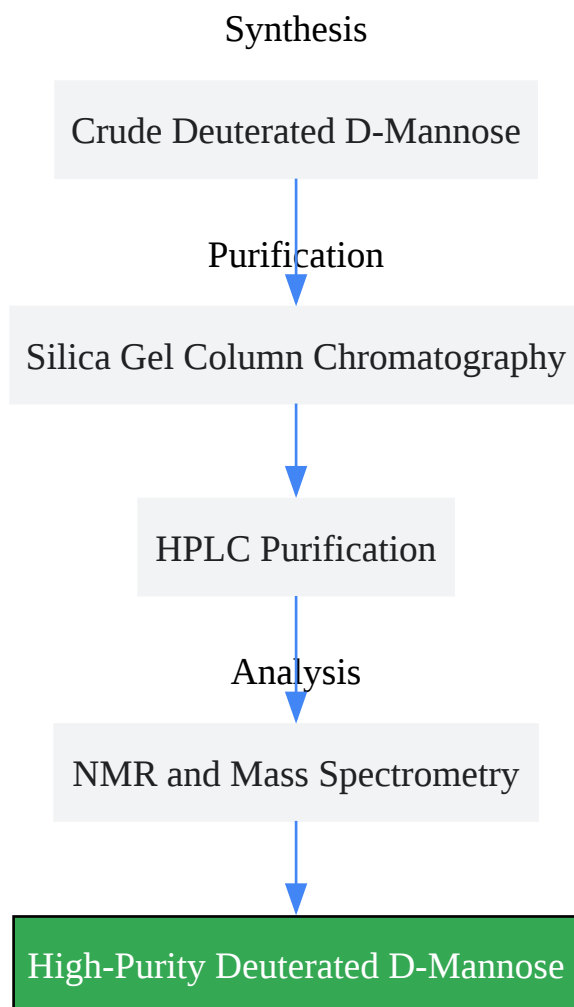 Synthesis
Crude Deuterated D-Mannose
Purification
Silica Gel Column Chromatography
HPLC Purification
Analysis
NMR and Mass Spectrometry
High-Purity Deuterated D-Mannose